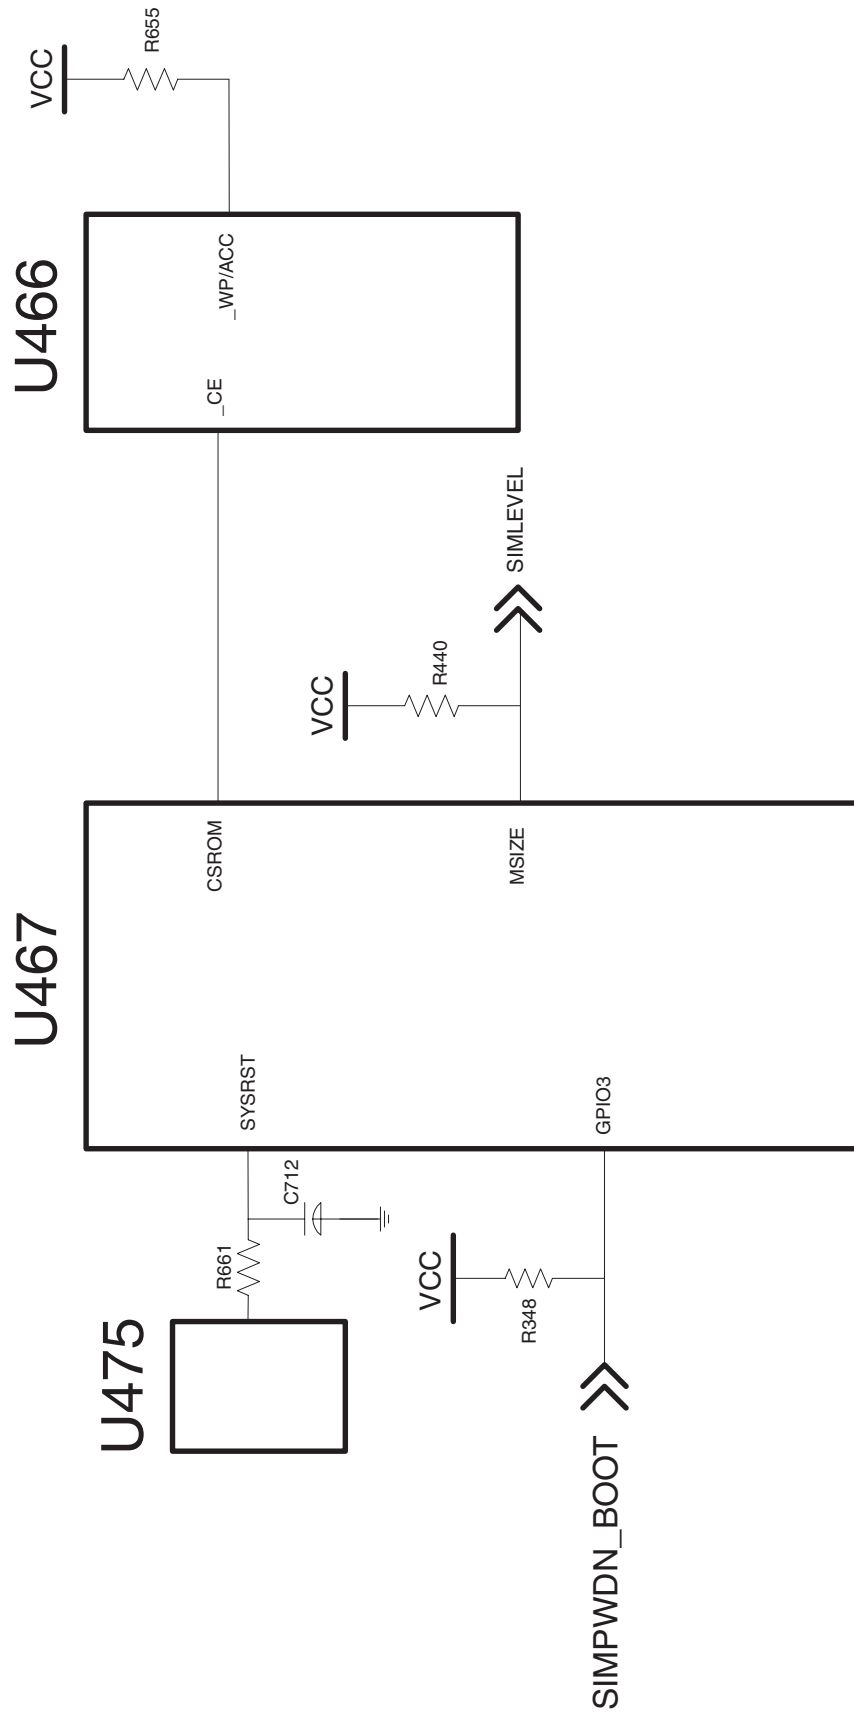 U475
R661
C712
VCC
R348
SIMPWDN_BOOT
U467
SYSRST
GPIO3
CSROM
MSIZE
VCC
R440
SIMLEVEL
U466
_CE
_WP/ACC
VCC
R655